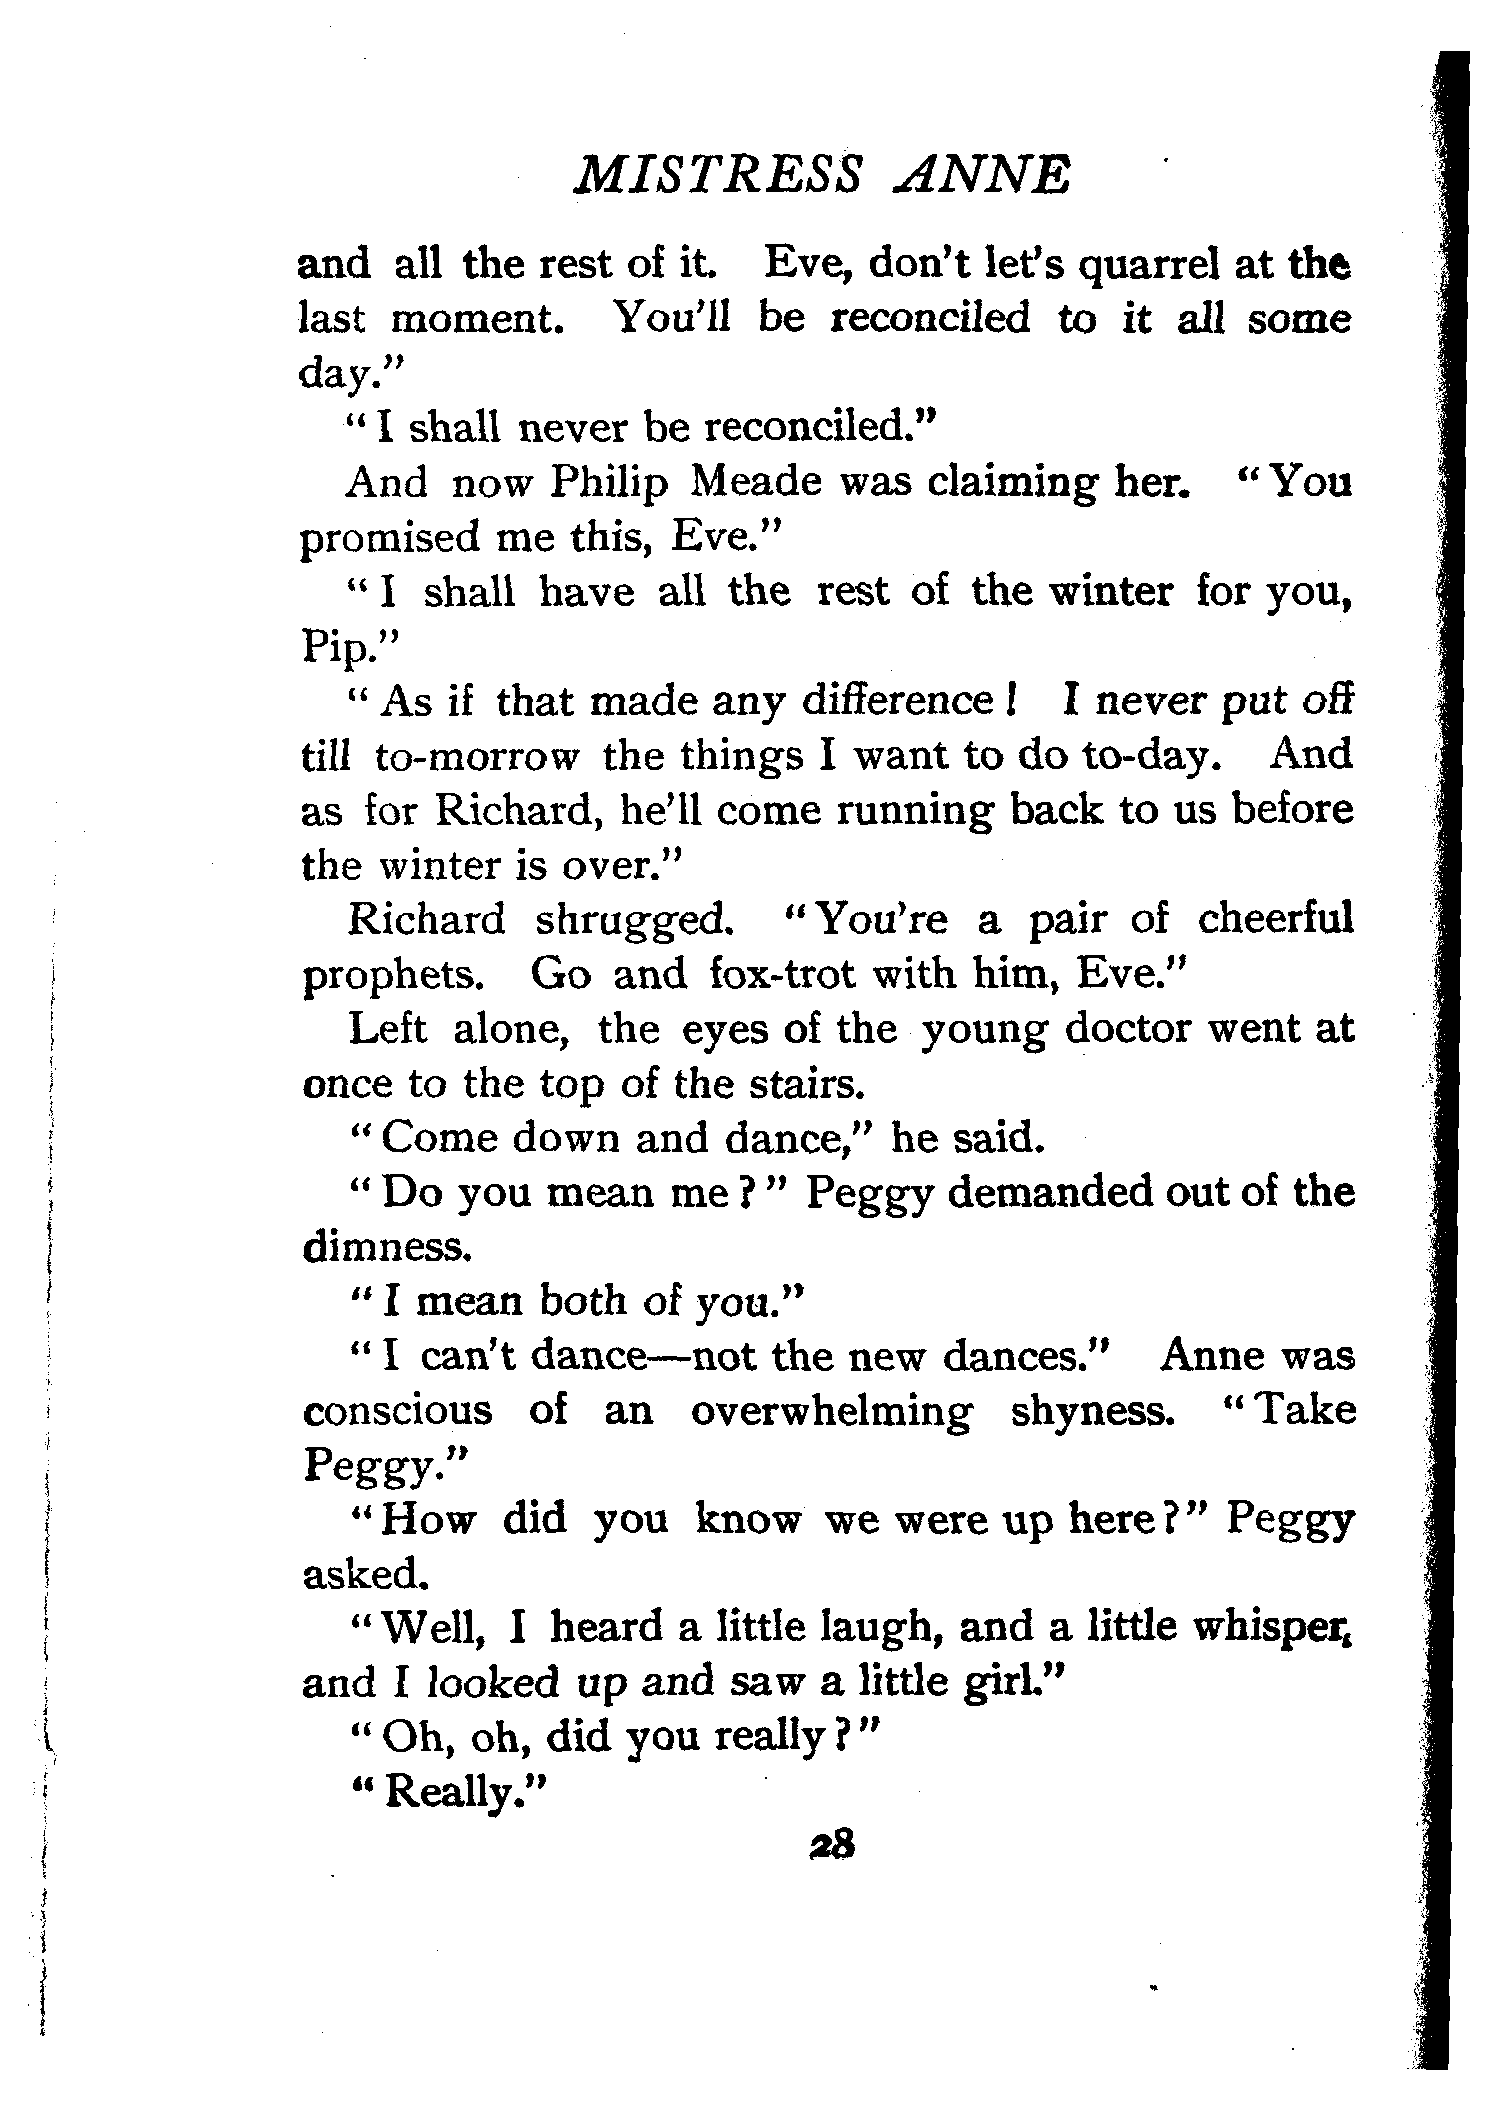 MISTRESS ANNE
and all the rest of it. Eve, don't let's quarrel at the
last moment. You'll be reconciled to it all some
day."
"I shall never be reconciled."
And now Philip Meade was claiming her. "You
promised me this, Eve."
"I shall have all the rest of the winter for you,
Pip."
"As if that made any difference! I never put off
till to-morrow the things I want to do to-day. And
as for Richard, he'll come running back to us before
the winter is over."
Richard shrugged. "You're a pair of cheerful
prophets. Go and fox-trot with him, Eve."
Left alone, the eyes of the young doctor went at
once to the top of the stairs.
"Come down and dance," he said.
"Do you mean me?" Peggy demanded out of the
dimness.
"I mean both of you."
"I can't dance—not the new dances." Anne was
conscious of an overwhelming shyness. "Take
Peggy."
"How did you know we were up here?" Peggy
asked.
"Well, I heard a little laugh, and a little whisper,
and I looked up and saw a little girl."
"Oh, oh, did you really?"
"Really."
28